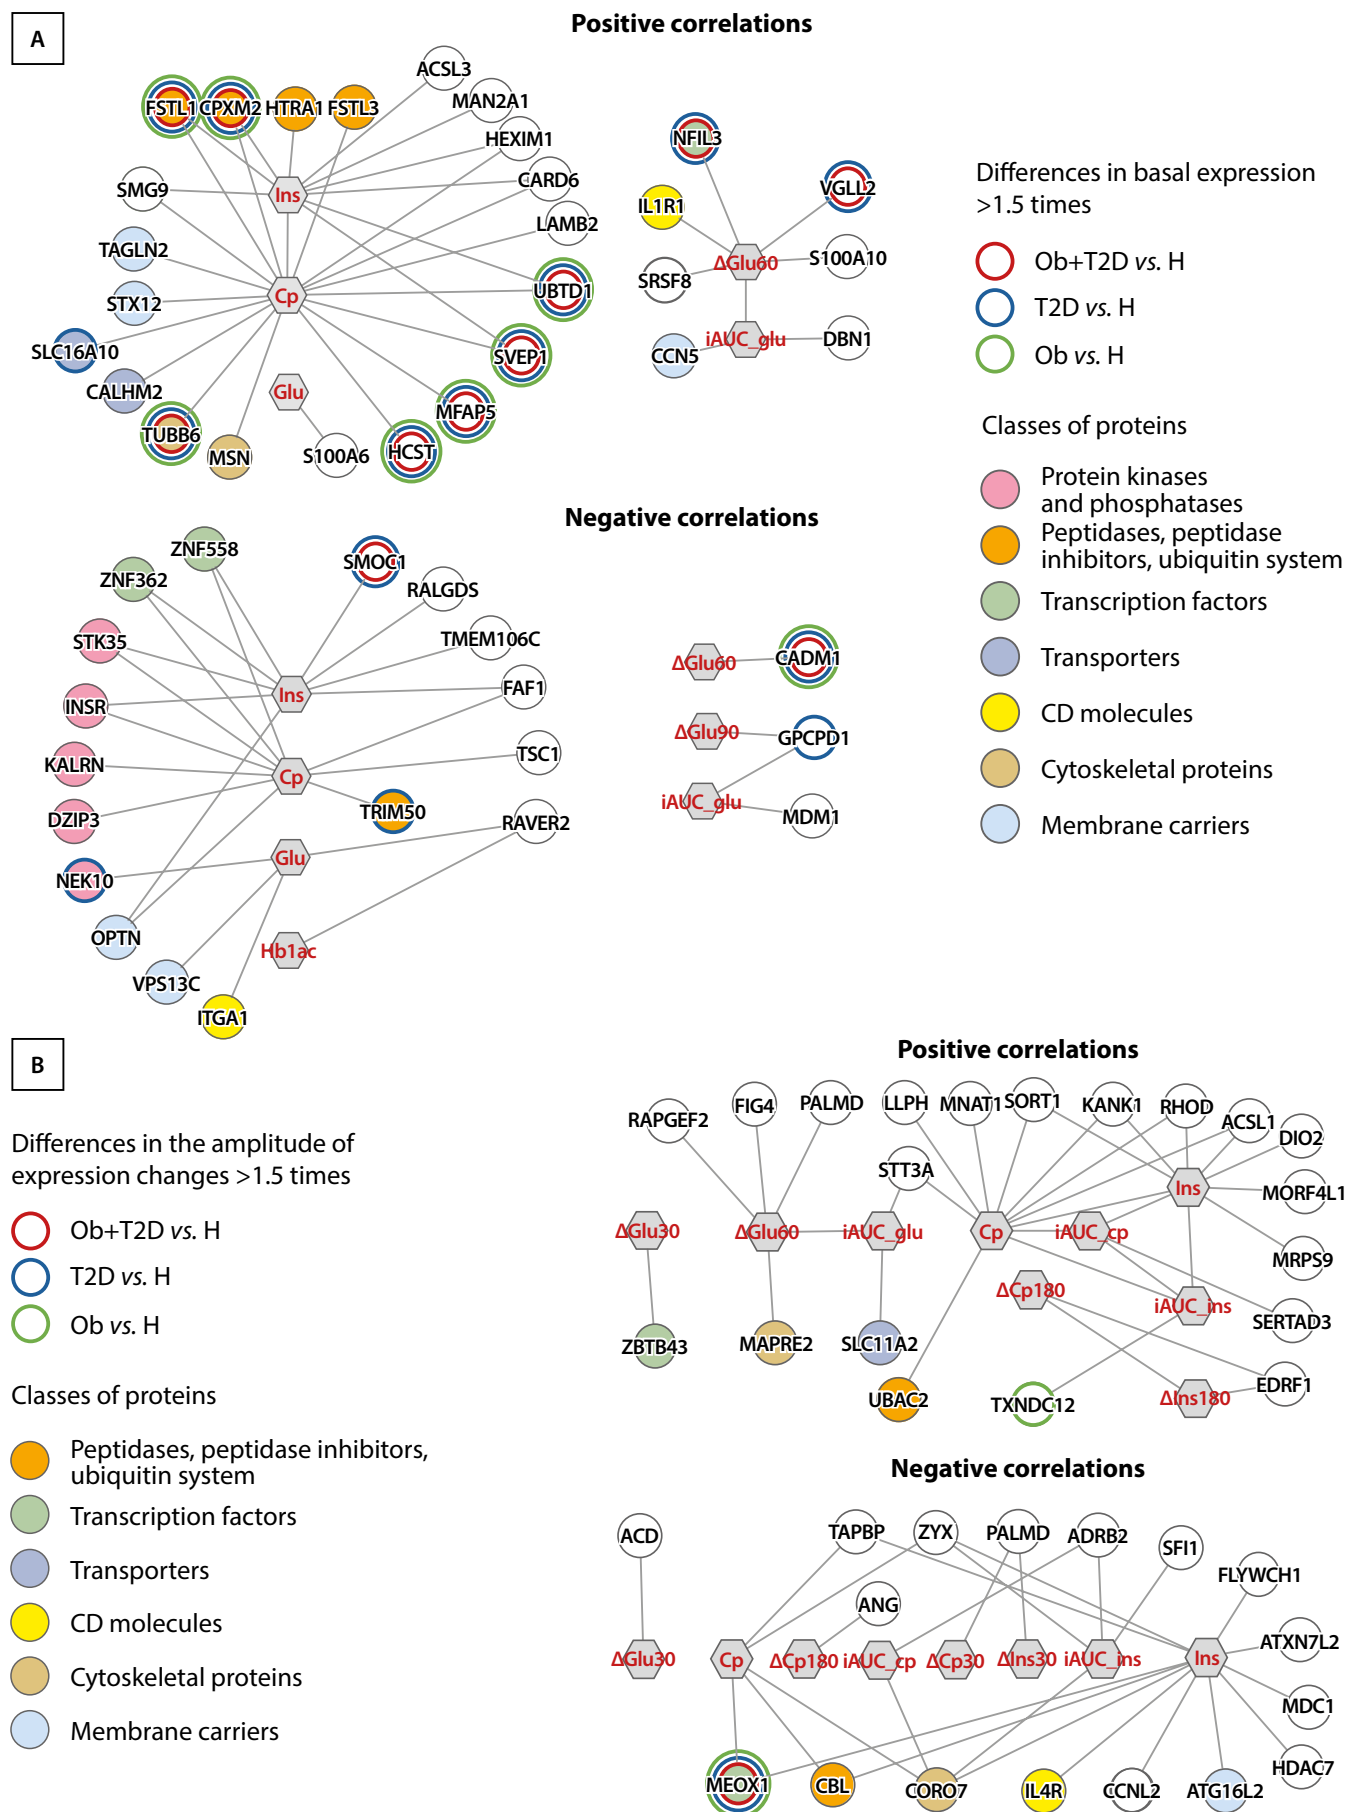 A
Positive correlations
ACSL3
MAN2A1
FSTL1
CPXM2
HTRA1
FSTL3
HEXIM1
CARD6
SMG9
Ins
LAMB2
TAGLN2
Cp
UBTD1
STX12
SLC16A10
SVEP1
CALHM2
Glu
MFAP5
TUBB6
MSN
S100A6
HCST
NFIL3
VGLL2
IL1R1
ΔGlu60
S100A10
SRSF8
iAUC_glu
DBN1
CCN5
Differences in basal expression
>1.5 times
Ob+T2D vs. H
T2D vs. H
Ob vs. H
Classes of proteins
Protein kinases
and phosphatases
Peptidases, peptidase
inhibitors, ubiquitin system
Transcription factors
Transporters
CD molecules
Cytoskeletal proteins
Membrane carriers
Negative correlations
ZNF558
SMOC1
ZNF362
RALGDS
STK35
TMEM106C
INSR
Ins
FAF1
KALRN
Cp
TSC1
DZIP3
TRIM50
RAVER2
NEK10
Glu
OPTN
Hb1ac
VPS13C
ITGA1
ΔGlu60
CADM1
ΔGlu90
GPCPD1
iAUC_glu
MDM1
B
Differences in the amplitude of
expression changes >1.5 times
Ob+T2D vs. H
T2D vs. H
Ob vs. H
Classes of proteins
Peptidases, peptidase inhibitors,
ubiquitin system
Transcription factors
Transporters
CD molecules
Cytoskeletal proteins
Membrane carriers
Positive correlations
RAPGEF2
FIG4
PALMD
LLPH
MNAT1
SORT1
KANK1
RHOD
ACSL1
DIO2
STT3A
Ins
MORF4L1
ΔGlu30
ΔGlu60
iAUC_glu
Cp
iAUC_cp
MRPS9
ΔCp180
iAUC_ins
SERTAD3
ZBTB43
MAPRE2
SLC11A2
UBAC2
TXNDC12
ΔIns180
EDRF1
Negative correlations
ACD
TAPBP
ZYX
PALMD
ADRB2
SFI1
FLYWCH1
ANG
ATXN7L2
ΔGlu30
Cp
ΔCp180
iAUC_cp
ΔCp30
ΔIns30
iAUC_ins
Ins
MDC1
HDAC7
MEOX1
CBL
CORO7
IL4R
CCNL2
ATG16L2